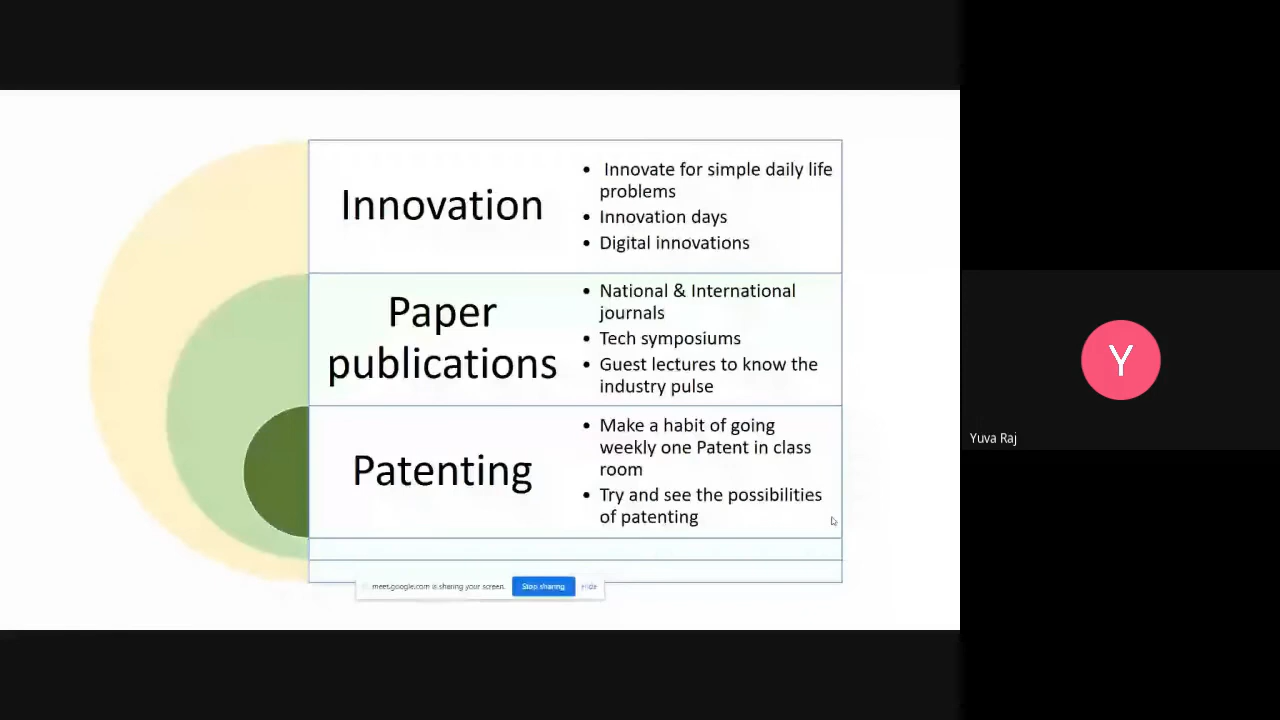 Innovation
• Innovate for simple daily life
problems
• Innovation days
• Digital innovations
Paper
publications
• National & International
journals
• Tech symposiums
• Guest lectures to know the
industry pulse
Patenting
• Make a habit of going
weekly one Patent in class
room
• Try and see the possibilities
of patenting
meet.google.com is sharing your screen.
Stop sharing
Hide
Y
Yuva Raj